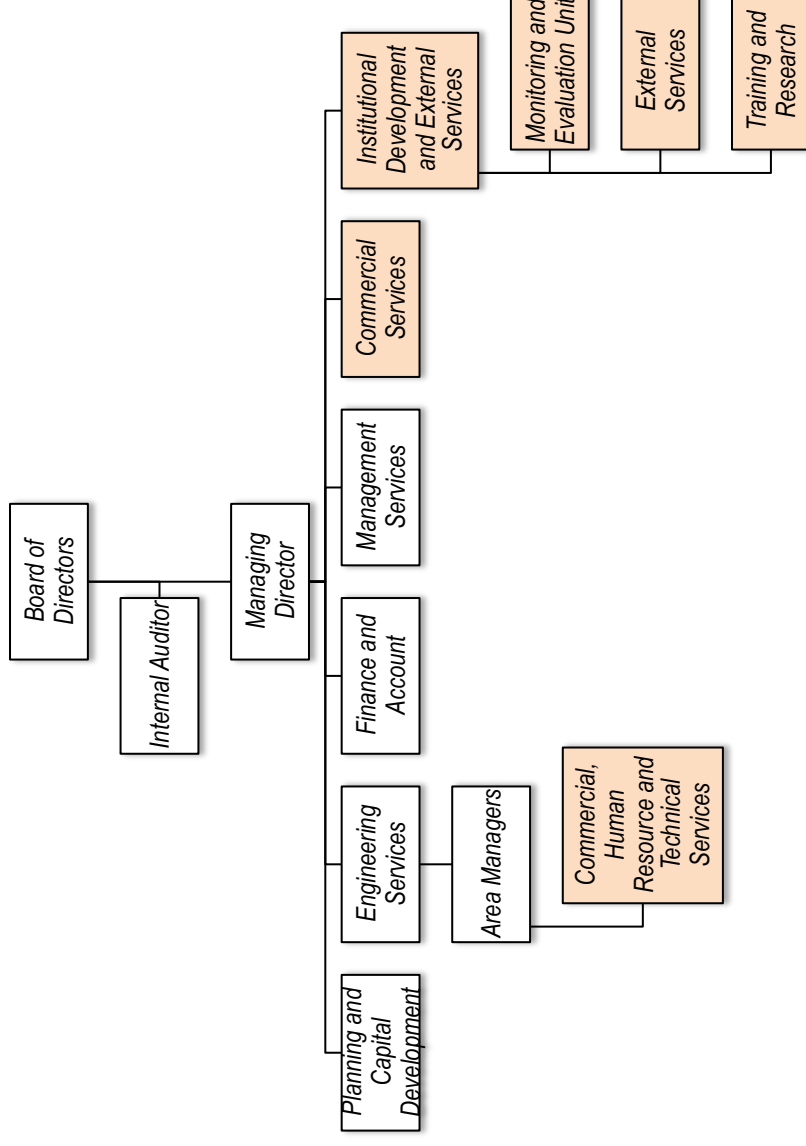 Board of
Directors
Internal Auditor
Managing
Director
Planning and
Capital
Development
Engineering
Services
Finance and
Account
Management
Services
Commercial
Services
Institutional
Development
and External
Services
Area Managers
Commercial,
Human
Resource and
Technical
Services
Monitoring and
Evaluation Unit
External
Services
Training and
Research